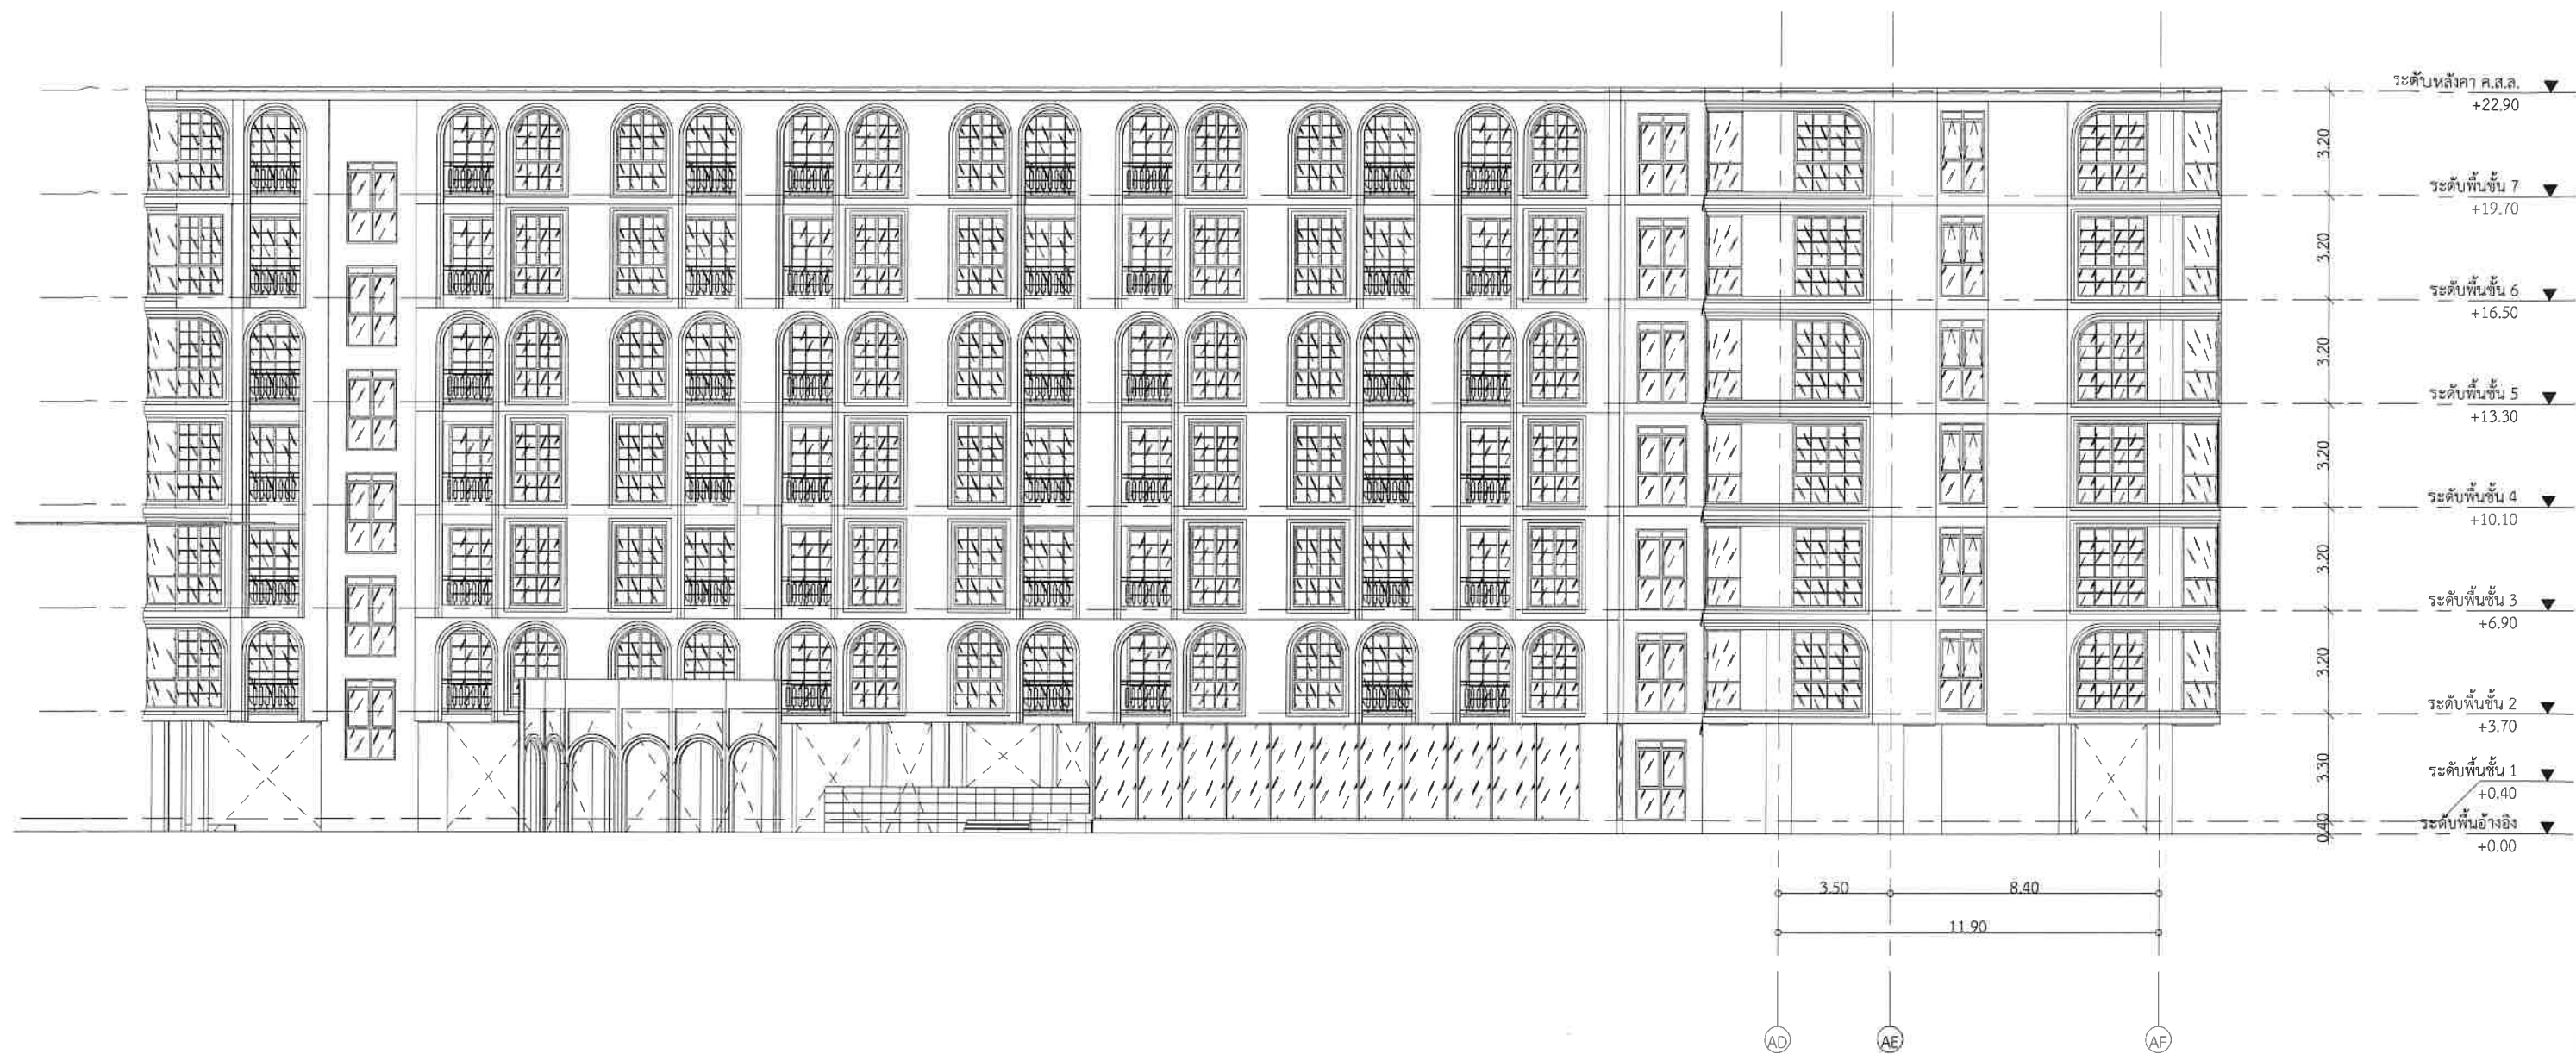 ระดับหลังคา ค.ส.ล.
+22.90
3.20
ระดับพื้นชั้น 7
+19.70
3.20
ระดับพื้นชั้น 6
+16.50
3.20
ระดับพื้นชั้น 5
+13.30
3.20
ระดับพื้นชั้น 4
+10.10
3.20
ระดับพื้นชั้น 3
+6.90
3.20
ระดับพื้นชั้น 2
+3.70
3.30
ระดับพื้นชั้น 1
+0.40
0.40
ระดับพื้นอ้างอิง
+0.00
3.50 8.40
11.90
AD AE AF